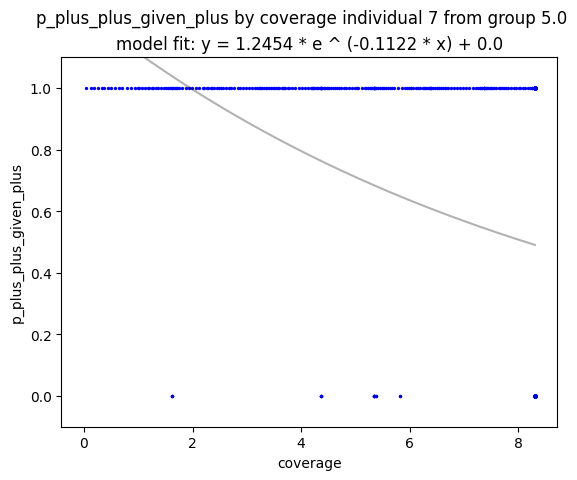 p_plus_plus_given_plus by coverage individual 7 from group 5.0
model fit: y = 1.2454 * e ^ (-0.1122 * x) + 0.0
1.0
0.8
0.6
0.4
0.2
0.0
p_plus_plus_given_plus
0 2 4 6 8
coverage